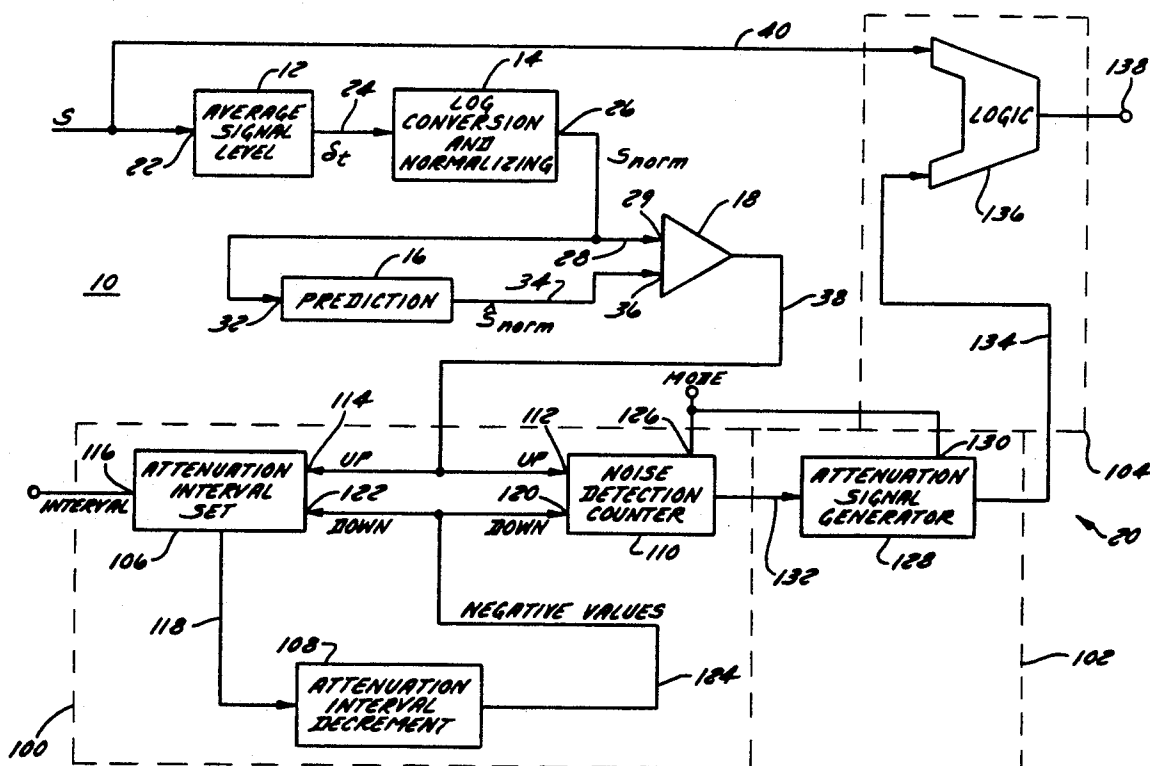 40
138
12
14
S
24
26
AVERAGE
SIGNAL
LEVEL
LOG
CONVERSION
AND
NORMALIZING
LOGIC
22
δt
Snorm
136
29
18
10
16
28
34
PREDICTION
32
Ŝnorm
36
38
134
MODE
114
112
126
130
116
UP
UP
104
INTERVAL
ATTENUATION
INTERVAL
SET
122
120
NOISE
DETECTION
COUNTER
ATTENUATION
SIGNAL
GENERATOR
DOWN
DOWN
20
106
110
132
128
NEGATIVE VALUES
118
108
124
102
ATTENUATION
INTERVAL
DECREMENT
100